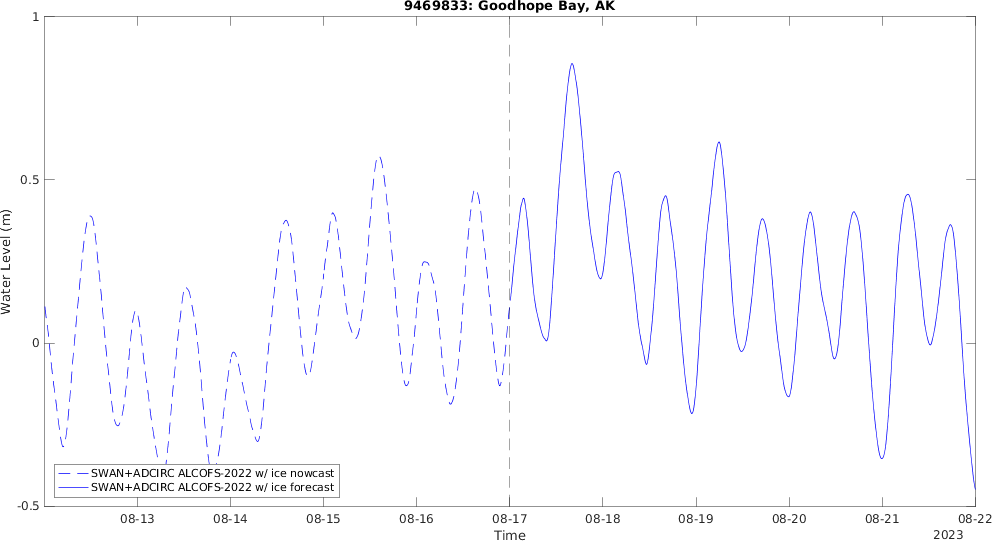 9469833: Goodhope Bay, AK
1
0.5
0
-0.5
Water Level (m)
SWAN+ADCIRC ALCOFS-2022 w/ ice nowcast
SWAN+ADCIRC ALCOFS-2022 w/ ice forecast
08-13 08-14 08-15 08-16 08-17 08-18 08-19 08-20 08-21 08-22
Time
2023